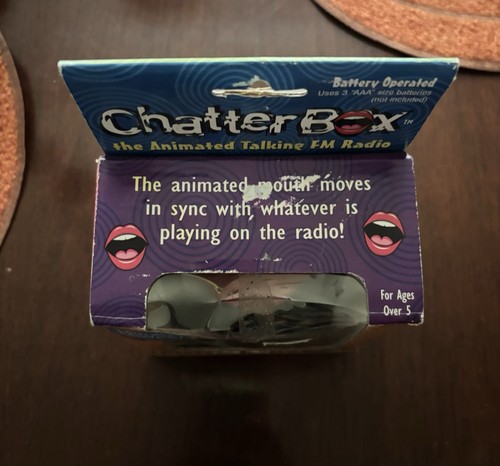 Battery Operated
Uses 3 "AAA" size batteries
(not included)
ChatterBox™
the Animated Talking FM Radio
The animated mouth moves
in sync with whatever is
playing on the radio!
For Ages
Over 5